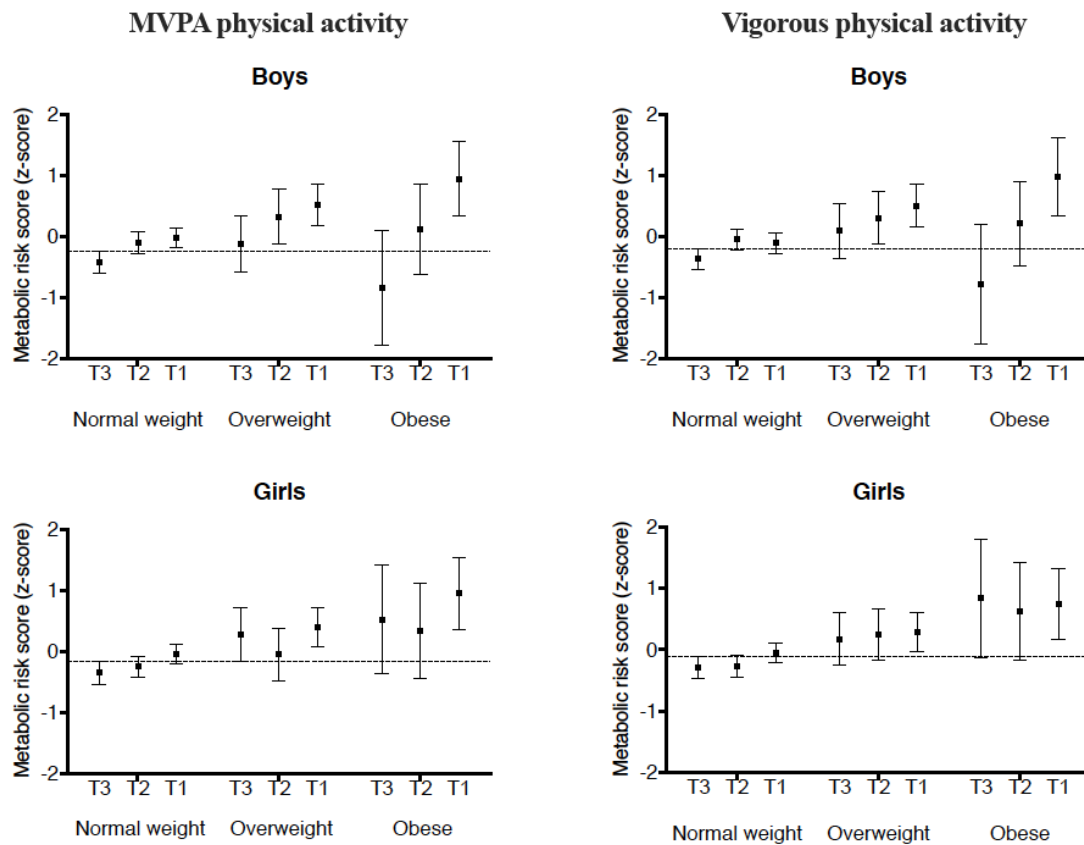 MVPA physical activity
Vigorous physical activity
Boys
Metabolic risk score (z-score)
2
1
0
-1
-2
T3 T2 T1 T3 T2 T1 T3 T2 T1
Normal weight Overweight Obese
Boys
Metabolic risk score (z-score)
2
1
0
-1
-2
T3 T2 T1 T3 T2 T1 T3 T2 T1
Normal weight Overweight Obese
Girls
Metabolic risk score (z-score)
2
1
0
-1
-2
T3 T2 T1 T3 T2 T1 T3 T2 T1
Normal weight Overweight Obese
Girls
Metabolic risk score (z-score)
2
1
0
-1
-2
T3 T2 T1 T3 T2 T1 T3 T2 T1
Normal weight Overweight Obese